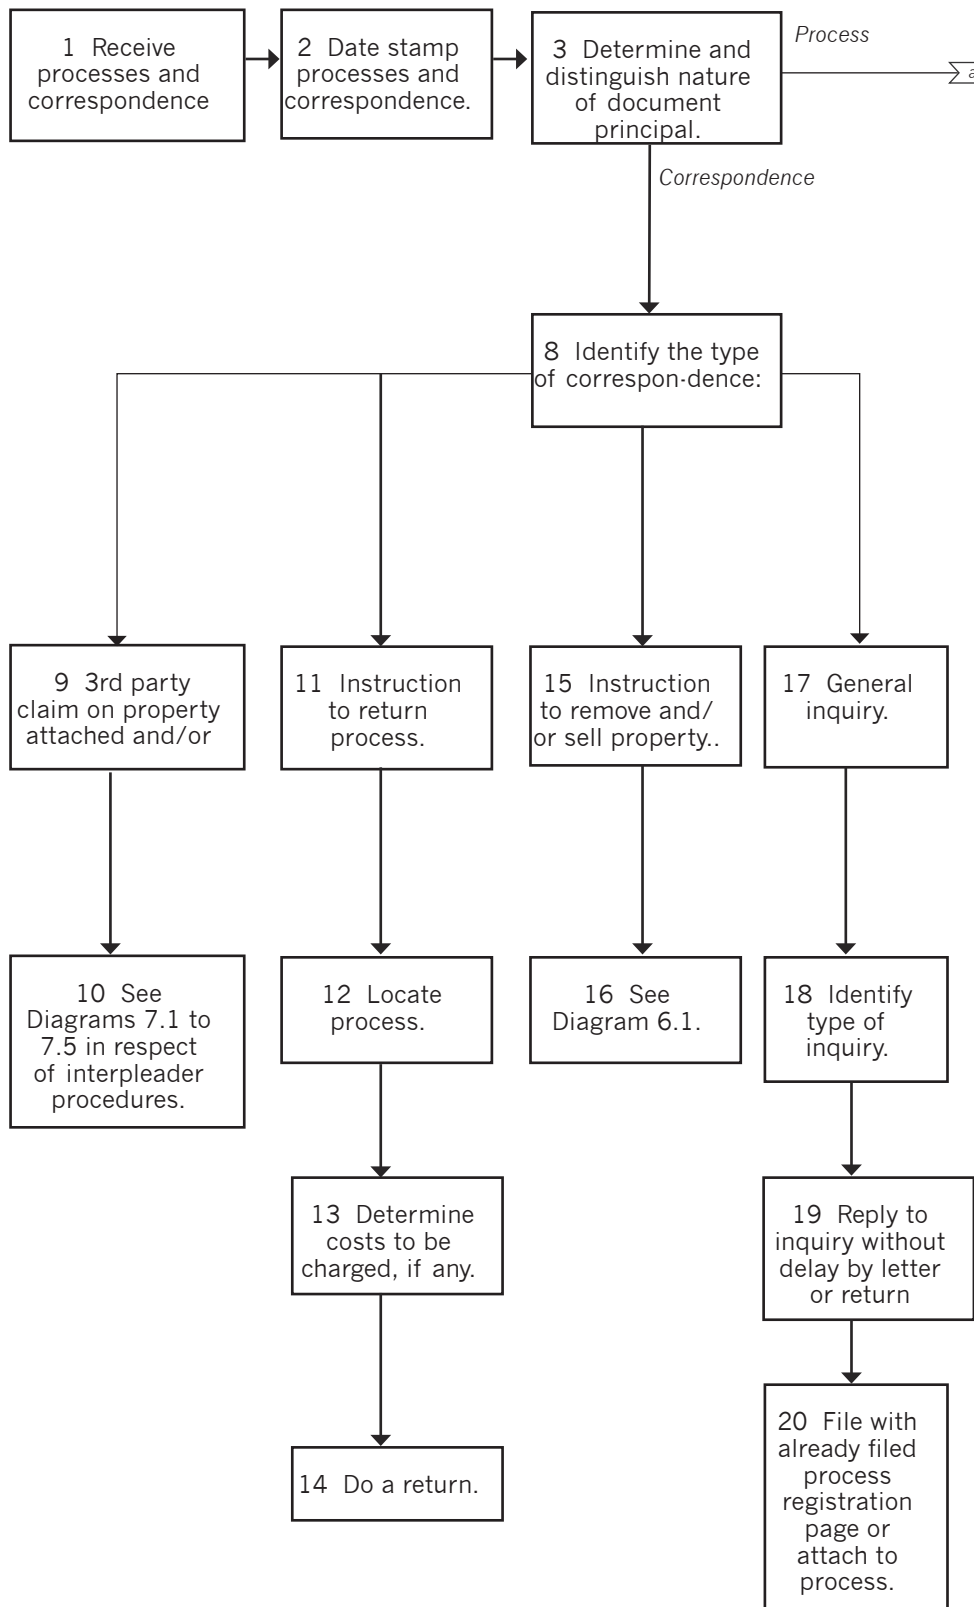 1 Receive
processes and
correspondence
2 Date stamp
processes and
correspondence.
3 Determine and
distinguish nature
of document
principal.
Process
a
Correspondence
8 Identify the type
of correspon-dence:
9 3rd party
claim on property
attached and/or
11 Instruction
to return
process.
15 Instruction
to remove and/
or sell property..
17 General
inquiry.
10 See
Diagrams 7.1 to
7.5 in respect
of interpleader
procedures.
12 Locate
process.
16 See
Diagram 6.1.
18 Identify
type of
inquiry.
13 Determine
costs to be
charged, if any.
19 Reply to
inquiry without
delay by letter
or return
14 Do a return.
20 File with
already filed
process
registration
page or
attach to
process.